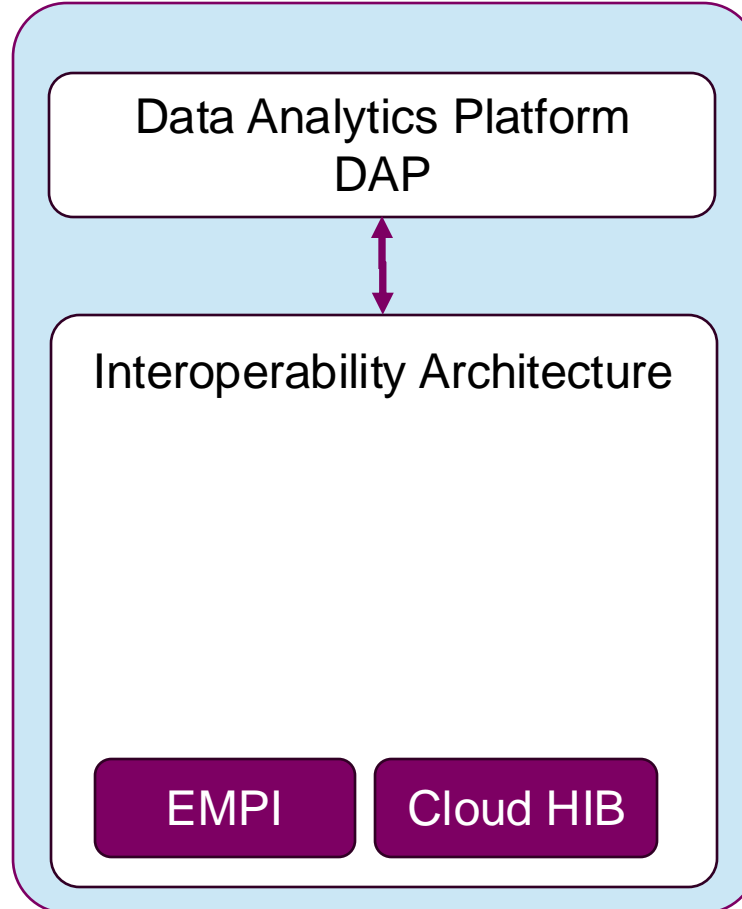 Data Analytics Platform
DAP
Interoperability Architecture
EMPI
Cloud HIB